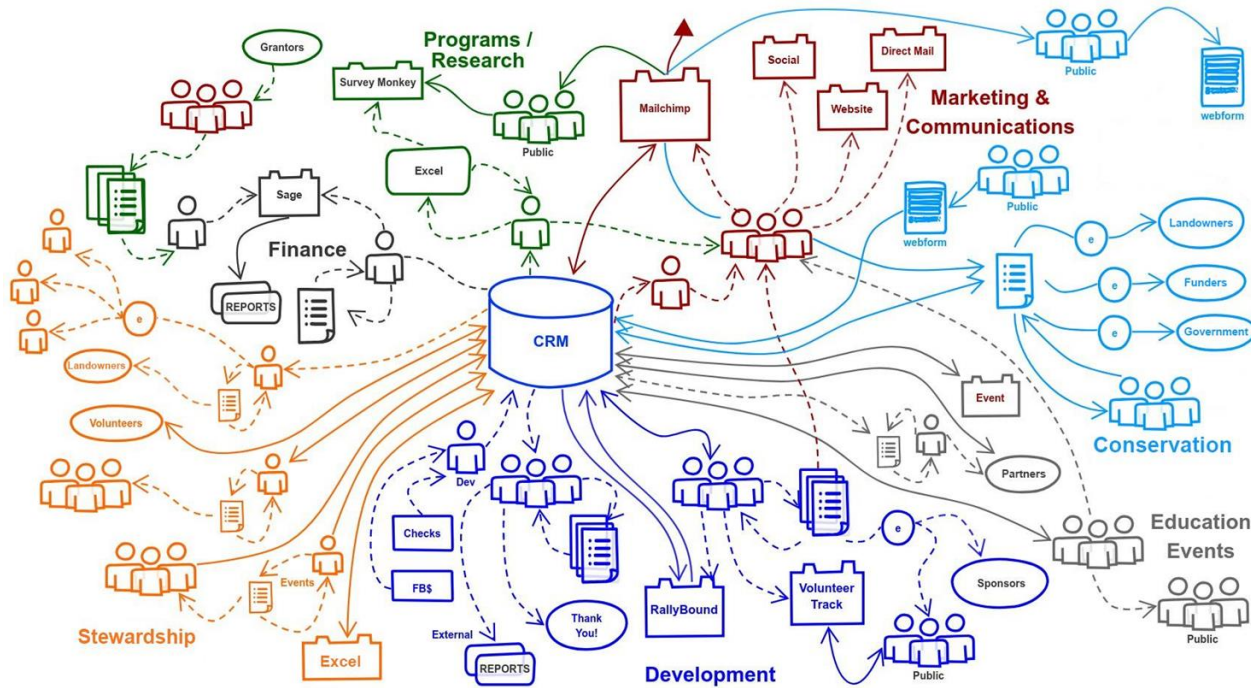 Grantors
Programs /
Research
Survey Monkey
Public
Excel
Mailchimp
Social
Direct Mail
Website
Marketing &
Communications
Public
webform
Public
webform
Sage
Finance
REPORTS
CRM
e
Landowners
e
Funders
e
Government
Conservation
e
Landowners
Volunteers
Events
Stewardship
Excel
Dev
Checks
FB$
External
REPORTS
Thank
You!
RallyBound
Development
Volunteer
Track
e
Sponsors
Public
Event
Partners
Education
Events
Public